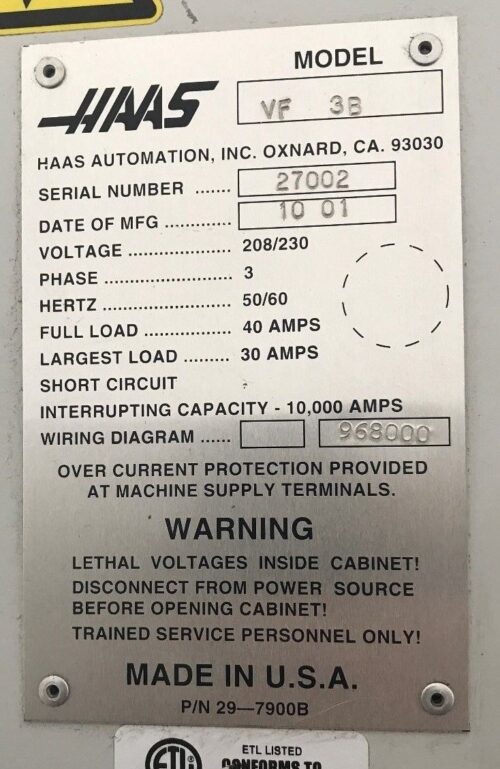 MODEL
HAAS
VF 3B
HAAS AUTOMATION, INC. OXNARD, CA. 93030
SERIAL NUMBER ....... 27002
DATE OF MFG ............. 10 01
VOLTAGE .................... 208/230
PHASE ........................ 3
HERTZ ........................ 50/60
FULL LOAD ................. 40 AMPS
LARGEST LOAD ......... 30 AMPS
SHORT CIRCUIT
INTERRUPTING CAPACITY - 10,000 AMPS
WIRING DIAGRAM ...... 968000
OVER CURRENT PROTECTION PROVIDED
AT MACHINE SUPPLY TERMINALS.
WARNING
LETHAL VOLTAGES INSIDE CABINET!
DISCONNECT FROM POWER SOURCE
BEFORE OPENING CABINET!
TRAINED SERVICE PERSONNEL ONLY!
MADE IN U.S.A.
P/N 29—7900B
ETL
ETL LISTED
CONFORMS TO